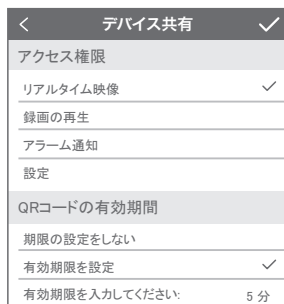 デバイス共有
アクセス権限
リアルタイム映像
録画の再生
アラーム通知
設定
QRコードの有効期間
期限の設定をしない
有効期限を設定
有効期限を入力してください: 5 分